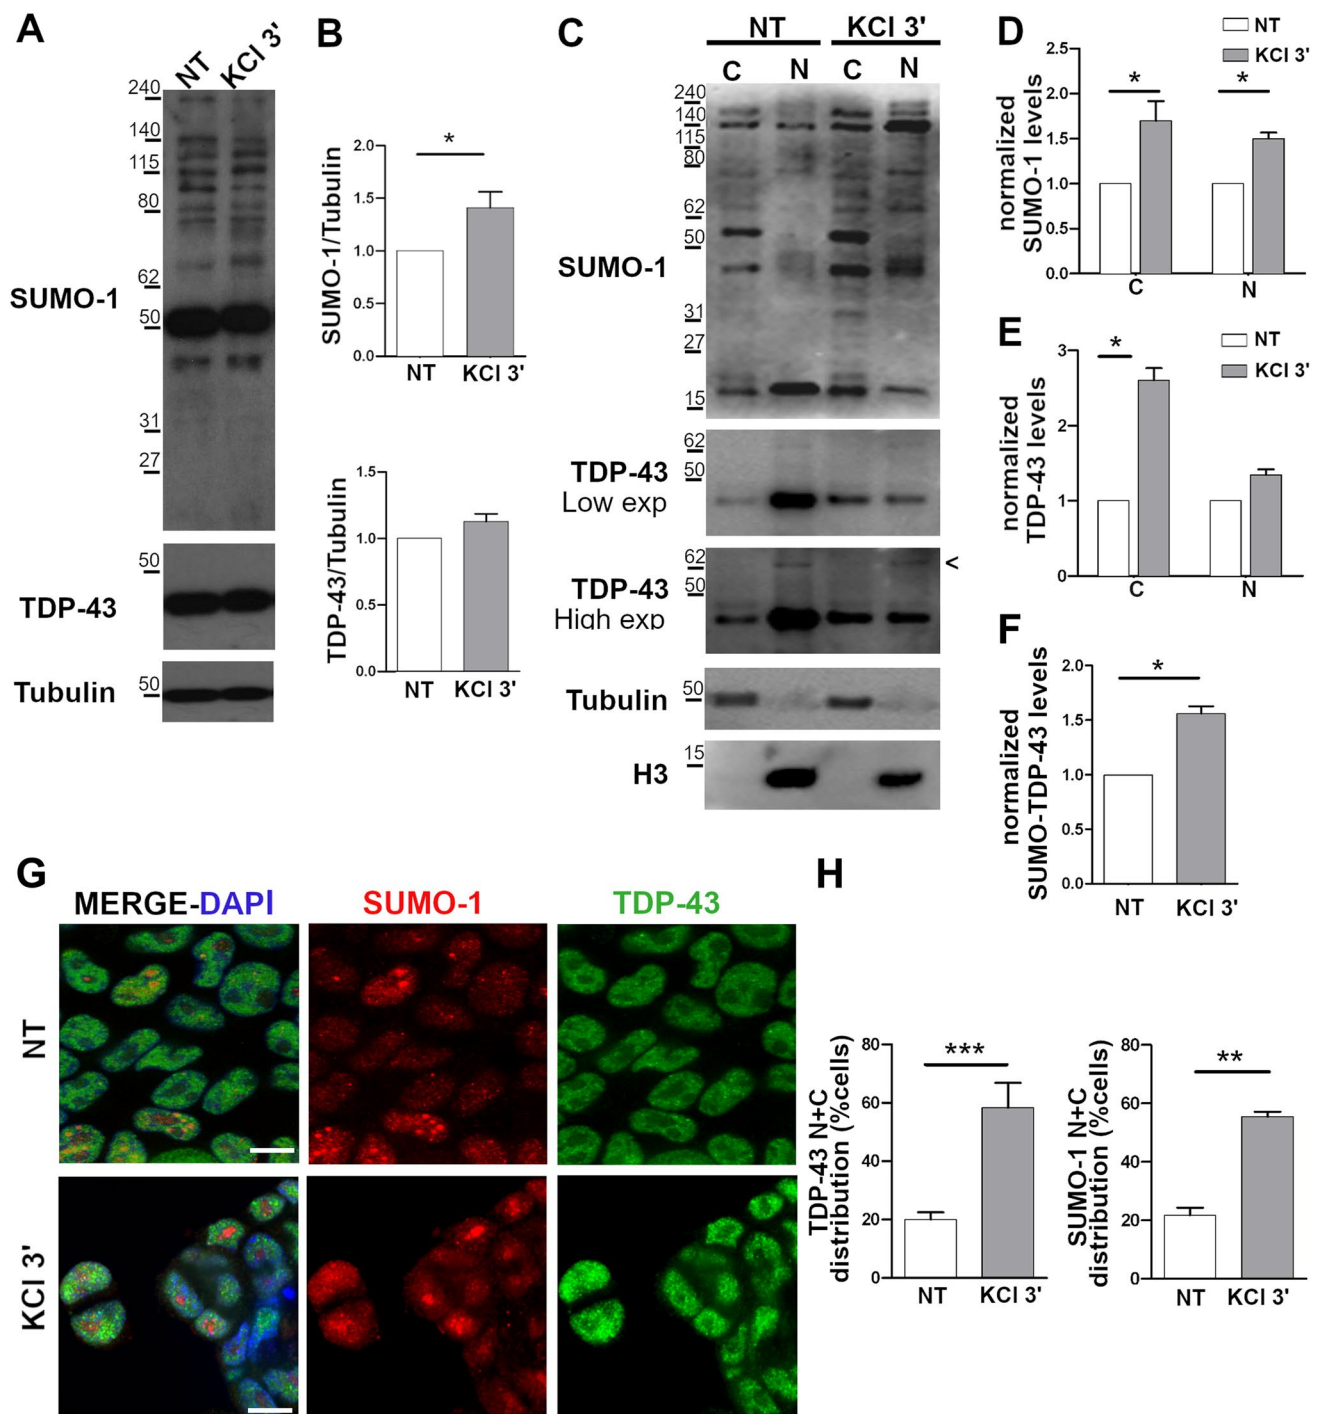 A
NT
KCl 3'
240
140
115
80
62
50
31
27
SUMO-1
50
TDP-43
50
Tubulin
B
*
2.0
1.5
1.0
0.5
0.0
SUMO-1/Tubulin
NT
KCl 3'
1.5
1.0
0.5
0.0
TDP-43/Tubulin
NT
KCl 3'
C
NT
KCl 3'
C
N
C
N
240
140
115
80
62
50
31
27
15
SUMO-1
62
50
TDP-43
Low exp
62
50
<
TDP-43
High exp
50
Tubulin
15
H3
D
NT
KCl 3'
2.5
2.0
1.5
1.0
0.5
0.0
*
*
normalized
SUMO-1 levels
C
N
E
NT
KCl 3'
3
2
1
0
*
normalized
TDP-43 levels
C
N
F
2.0
1.5
1.0
0.5
0.0
*
normalized
SUMO-TDP-43 levels
NT
KCl 3'
G
MERGE-DAPI
SUMO-1
TDP-43
NT
KCl 3'
H
80
60
40
20
0
***
TDP-43 N+C
distribution (%cells)
NT
KCl 3'
80
60
40
20
0
**
SUMO-1 N+C
distribution (%cells)
NT
KCl 3'